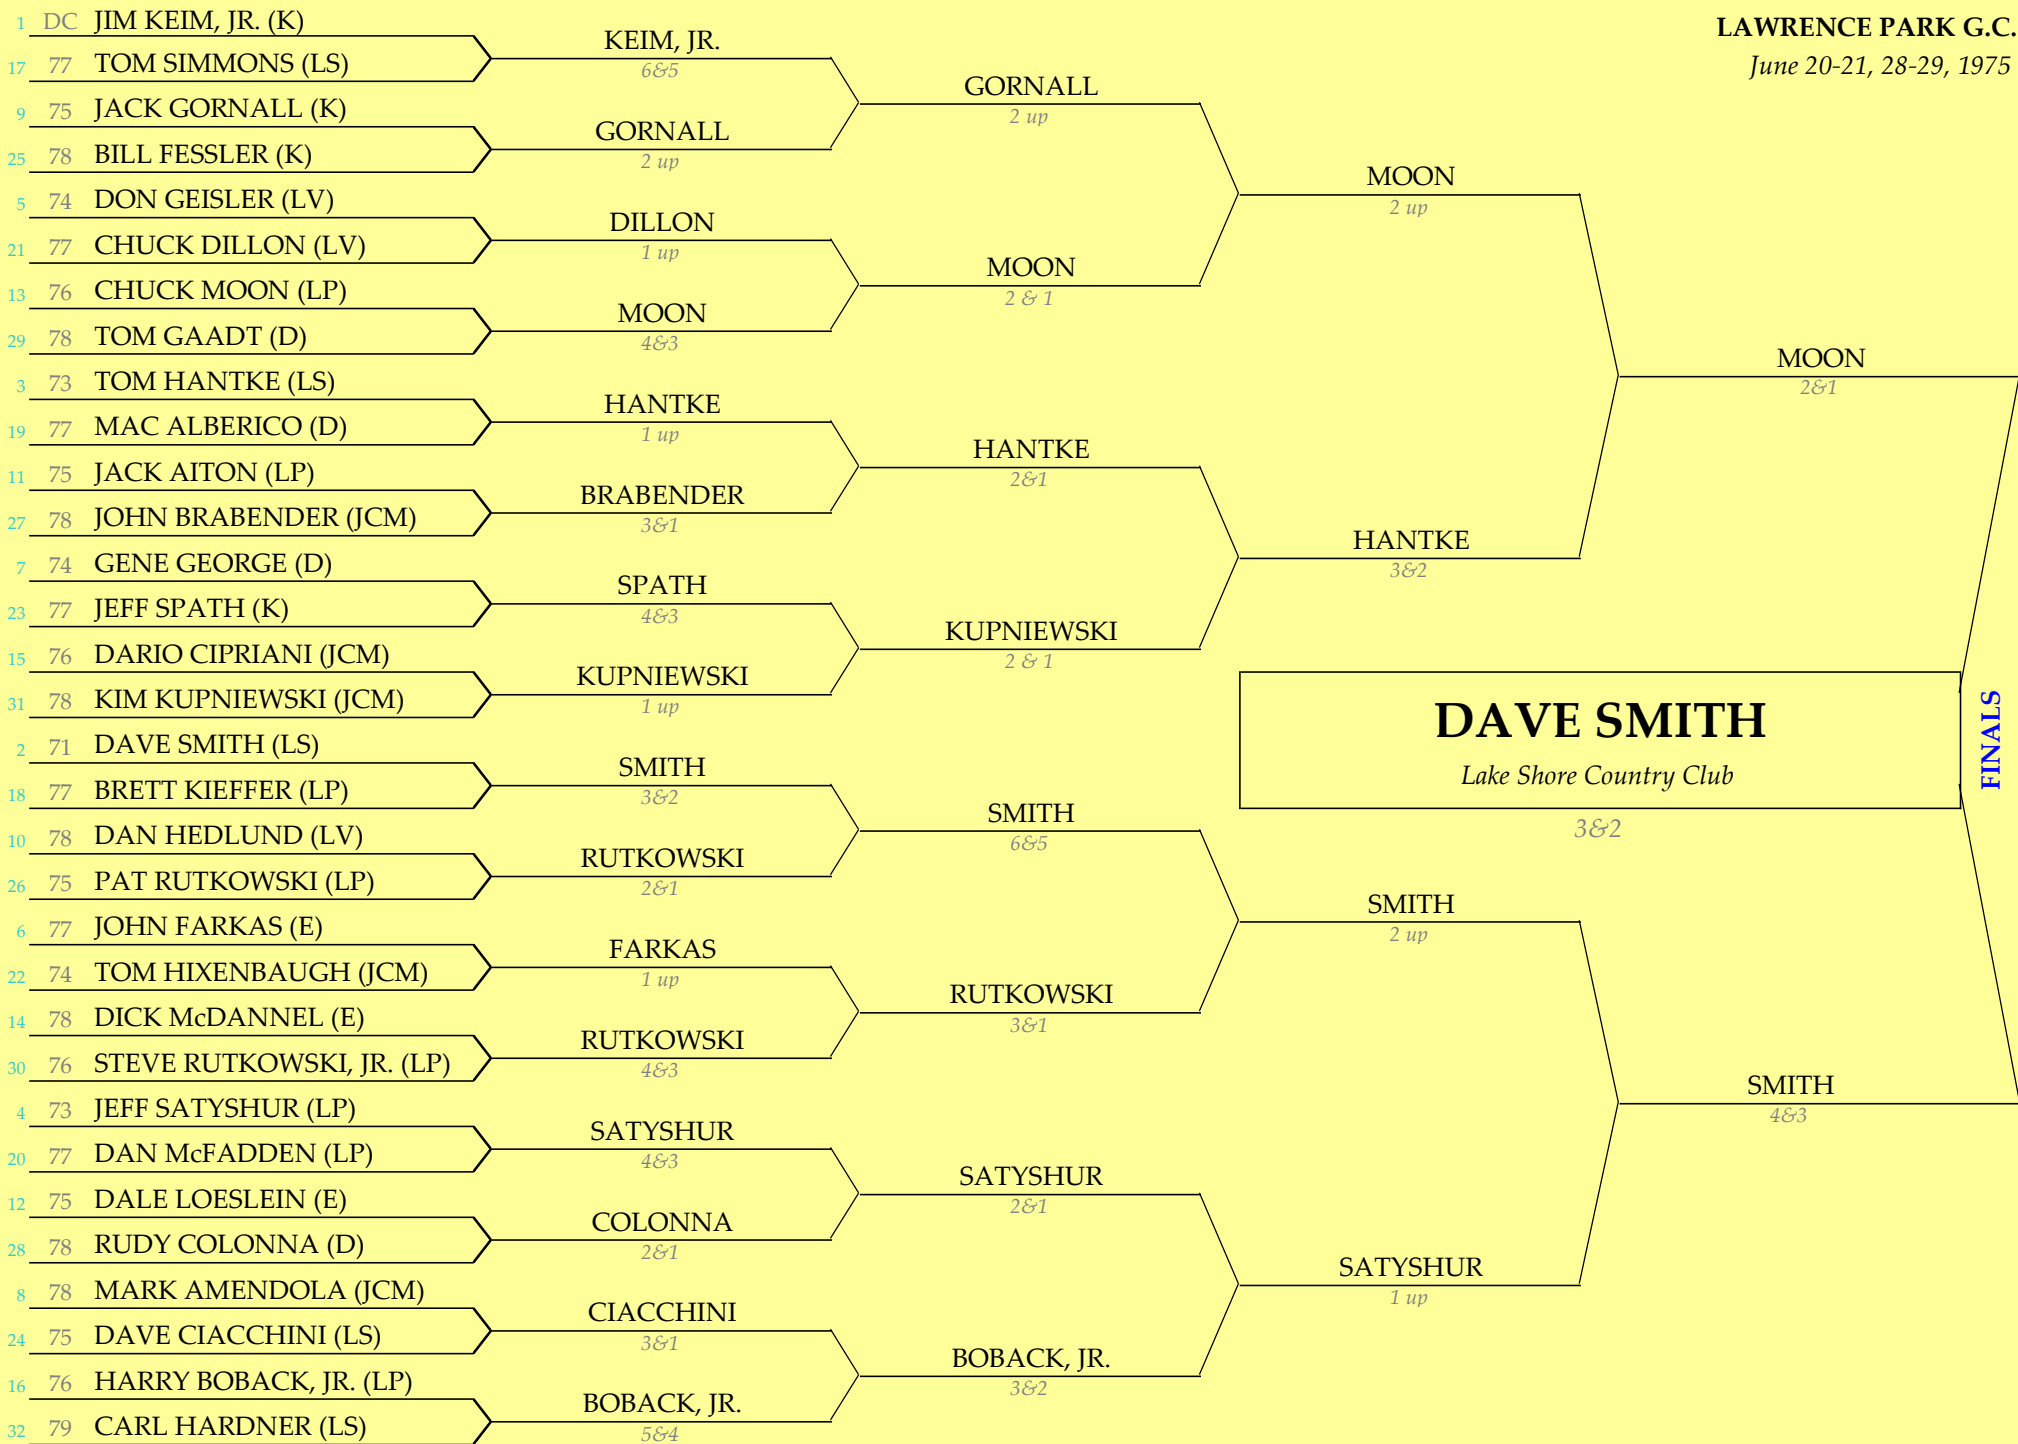 LAWRENCE PARK G.C.
June 20-21, 28-29, 1975
1 DC JIM KEIM, JR. (K)
17 77 TOM SIMMONS (LS)
9 75 JACK GORNALL (K)
25 78 BILL FESSLER (K)
5 74 DON GEISLER (LV)
21 77 CHUCK DILLON (LV)
13 76 CHUCK MOON (LP)
29 78 TOM GAADT (D)
3 73 TOM HANTKE (LS)
19 77 MAC ALBERICO (D)
11 75 JACK AITON (LP)
27 78 JOHN BRABENDER (JCM)
7 74 GENE GEORGE (D)
23 77 JEFF SPATH (K)
15 76 DARIO CIPRIANI (JCM)
31 78 KIM KUPNIEWSKI (JCM)
2 71 DAVE SMITH (LS)
18 77 BRETT KIEFFER (LP)
10 78 DAN HEDLUND (LV)
26 75 PAT RUTKOWSKI (LP)
6 77 JOHN FARKAS (E)
22 74 TOM HIXENBAUGH (JCM)
14 78 DICK McDANNEL (E)
30 76 STEVE RUTKOWSKI, JR. (LP)
4 73 JEFF SATYSHUR (LP)
20 77 DAN McFADDEN (LP)
12 75 DALE LOESLEIN (E)
28 78 RUDY COLONNA (D)
8 78 MARK AMENDOLA (JCM)
24 75 DAVE CIACCHINI (LS)
16 76 HARRY BOBACK, JR. (LP)
32 79 CARL HARDNER (LS)
KEIM, JR.
6&5
GORNALL
2 up
DILLON
1 up
MOON
4&3
HANTKE
1 up
BRABENDER
3&1
SPATH
4&3
KUPNIEWSKI
1 up
SMITH
3&2
RUTKOWSKI
2&1
FARKAS
1 up
RUTKOWSKI
4&3
SATYSHUR
4&3
COLONNA
2&1
CIACCHINI
3&1
BOBACK, JR.
5&4
GORNALL
2 up
MOON
2 & 1
HANTKE
2&1
KUPNIEWSKI
2 & 1
SMITH
6&5
RUTKOWSKI
3&1
SATYSHUR
2&1
BOBACK, JR.
3&2
MOON
2 up
HANTKE
3&2
SMITH
2 up
SATYSHUR
1 up
MOON
2&1
SMITH
4&3
DAVE SMITH
Lake Shore Country Club
3&2
FINALS